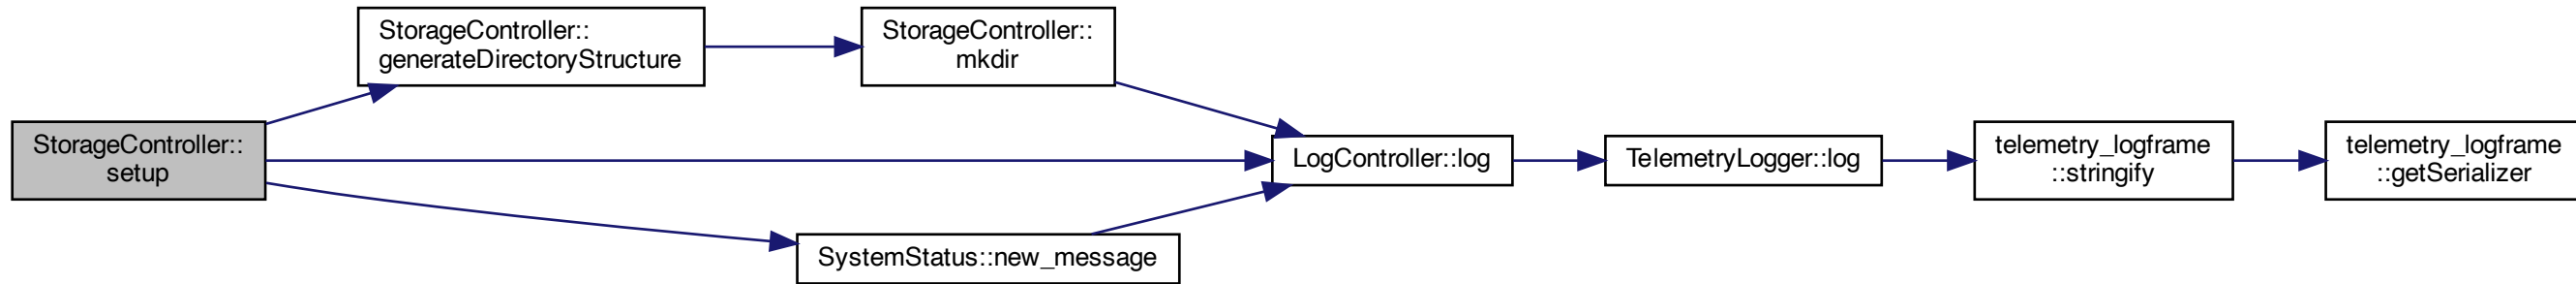 StorageController::
setup
StorageController::
generateDirectoryStructure
StorageController::
mkdir
LogController::log
SystemStatus::new_message
TelemetryLogger::log
telemetry_logframe
::stringify
telemetry_logframe
::getSerializer